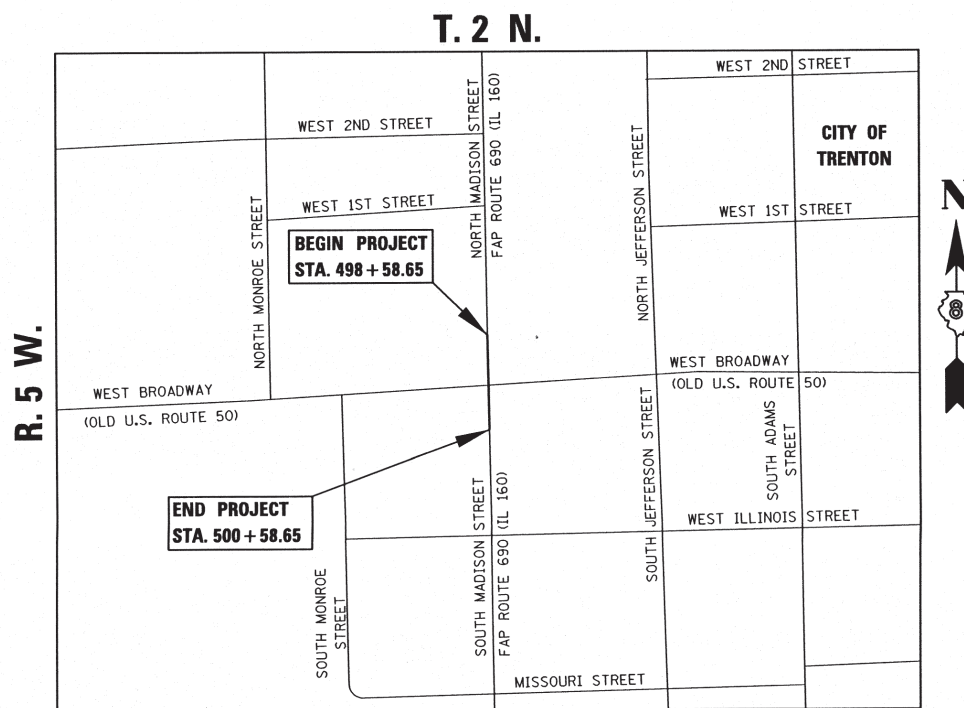 T. 2 N.
WEST 2ND STREET
WEST 2ND STREET
CITY OF
TRENTON
NORTH MADISON STREET
FAP ROUTE 690 (IL 160)
NORTH JEFFERSON STREET
N
WEST 1ST STREET
WEST 1ST STREET
NORTH MONROE STREET
BEGIN PROJECT
STA. 498+58.65
8
R. 5 W.
WEST BROADWAY
(OLD U.S. ROUTE 50)
WEST BROADWAY
(OLD U.S. ROUTE 50)
SOUTH JEFFERSON STREET
SOUTH ADAMS
STREET
END PROJECT
STA. 500+58.65
SOUTH MADISON STREET
FAP ROUTE 690 (IL 160)
WEST ILLINOIS STREET
SOUTH MONROE
STREET
MISSOURI STREET